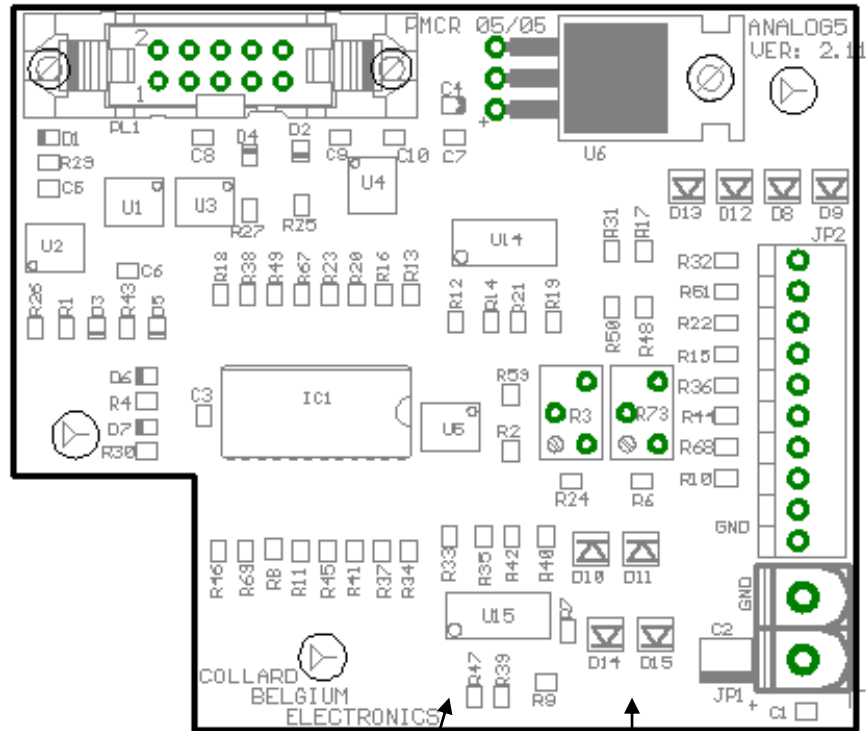 PMCR 05/05
ANALOG5
VER: 2.11
2
1
PL1
C4
+
U6
D1
R29
C5
C8
D4
D2
C9
C10
C7
U1
U3
U4
R27
R25
U2
C6
D13 D12 D8 D9
JP2
U14
R31
R17
R32
R51
R22
R15
R36
R44
R68
R10
GND
R26
R1
D3
R43
D5
R18
R38
R49
R67
R23
R20
R16
R13
R12
R14
R21
R19
R50
R48
D6
R4
D7
R30
C3
IC1
U5
R59
R2
R3
R73
R24
R6
R46
R69
R8
R11
R45
R41
R37
R34
R33
R35
R42
R40
D10
D11
GND
U15
R7
D14
D15
C2
JP1
+
C1
R47
R39
R9
COLLARD
BELGIUM
ELECTRONICS